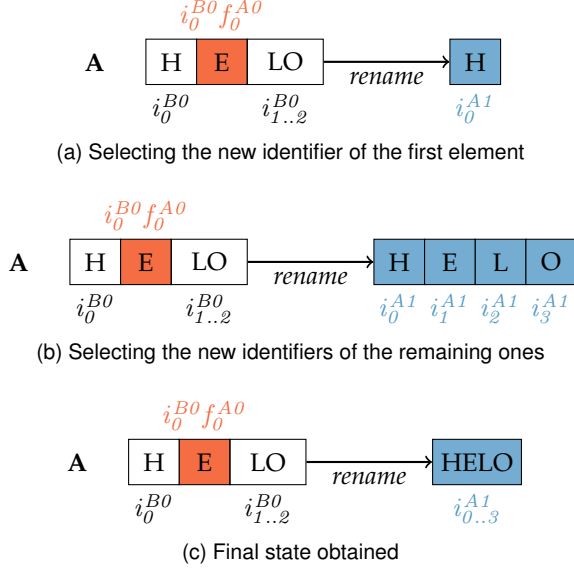 i_0^{B0} f_0^{A0}
A H E LO rename H
i_0^{B0} i_{1..2}^{B0} i_0^{A1}
(a) Selecting the new identifier of the first element
i_0^{B0} f_0^{A0}
A H E LO rename H E L O
i_0^{B0} i_{1..2}^{B0} i_0^{A1} i_1^{A1} i_2^{A1} i_3^{A1}
(b) Selecting the new identifiers of the remaining ones
i_0^{B0} f_0^{A0}
A H E LO rename HELO
i_0^{B0} i_{1..2}^{B0} i_{0..3}^{A1}
(c) Final state obtained